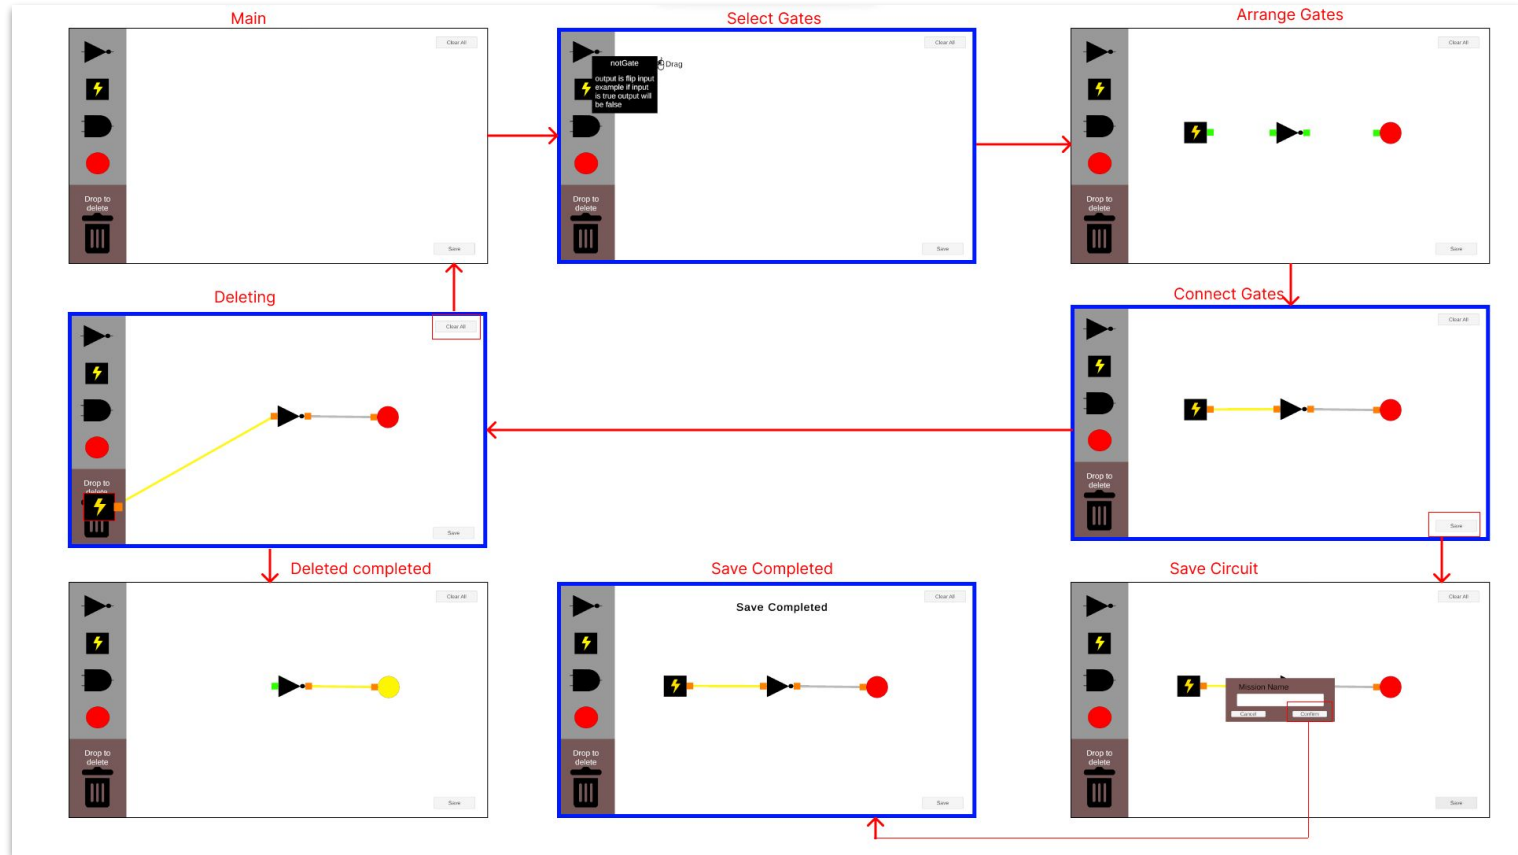 Main
Select Gates
Arrange Gates
Clear All
Clear All
Clear All
notGate
Drag
output is flip input
example if input
is true output will
be false
Drop to
delete
Drop to
delete
Drop to
delete
Save
Save
Save
Deleting
Connect Gates
Clear All
Clear All
Drop to
delete
Drop to
delete
Save
Save
Deleted completed
Save Completed
Save Circuit
Clear All
Clear All
Clear All
Save Completed
Mission Name
Cancel
Confirm
Drop to
delete
Drop to
delete
Drop to
delete
Save
Save
Save